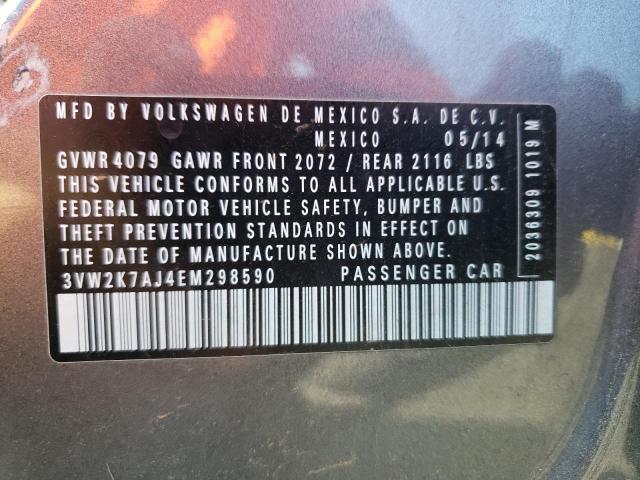 MFD BY VOLKSWAGEN DE MEXICO S.A. DE C.V.
MEXICO 05/14
GVWR 4079 GAWR FRONT 2072 / REAR 2116 LBS
THIS VEHICLE CONFORMS TO ALL APPLICABLE U.S.
FEDERAL MOTOR VEHICLE SAFETY, BUMPER AND
THEFT PREVENTION STANDARDS IN EFFECT ON
THE DATE OF MANUFACTURE SHOWN ABOVE.
3VW2K7AJ4EM298590 PASSENGER CAR
2036309 1019 M